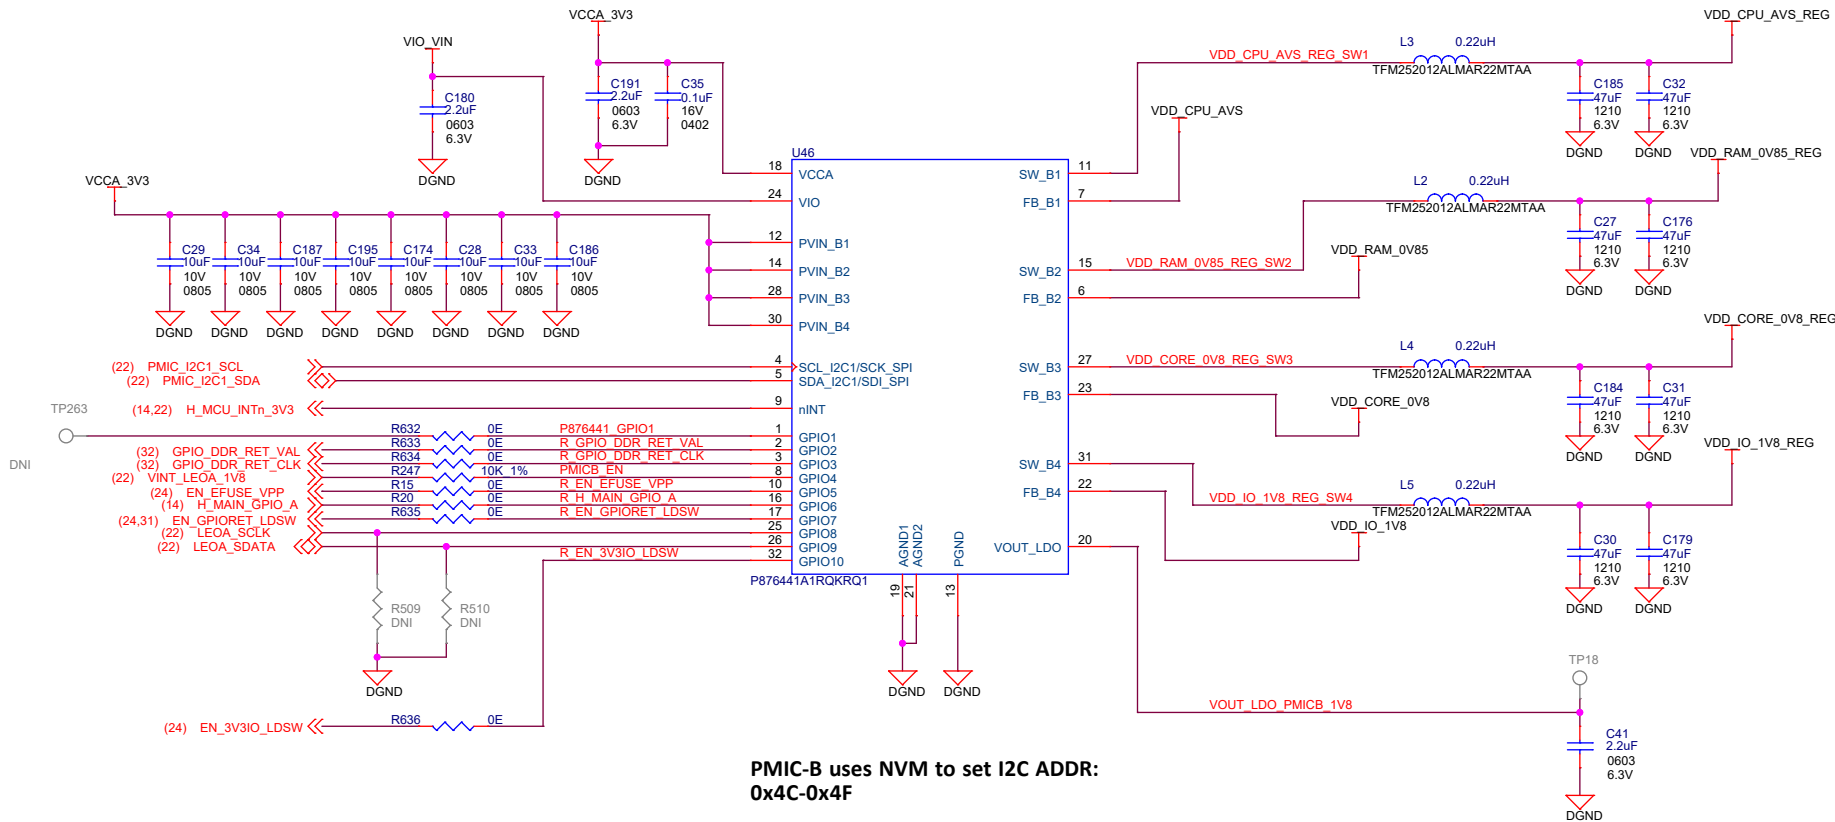 VCCA_3V3
VIO_VIN
C180
2.2uF
0603
6.3V
DGND
C191
2.2uF
0603
6.3V
C35
0.1uF
16V
0402
DGND
VCCA_3V3
C29
10uF
10V
0805
DGND
C34
10uF
10V
0805
DGND
C187
10uF
10V
0805
DGND
C195
10uF
10V
0805
DGND
C174
10uF
10V
0805
DGND
C28
10uF
10V
0805
DGND
C33
10uF
10V
0805
DGND
C186
10uF
10V
0805
DGND
(22) PMIC_I2C1_SCL
(22) PMIC_I2C1_SDA
TP263
DNI
(14,22) H_MCU_INTn_3V3
R632 0E P876441_GPIO1
(32) GPIO_DDR_RET_VAL R633 0E R_GPIO_DDR_RET_VAL
(32) GPIO_DDR_RET_CLK R634 0E R_GPIO_DDR_RET_CLK
(22) VINT_LEOA_1V8 R247 10K_1% PMICB_EN
(24) EN_EFUSE_VPP R15 0E R_EN_EFUSE_VPP
(14) H_MAIN_GPIO_A R20 0E R_H_MAIN_GPIO_A
(24,31) EN_GPIORET_LDSW R635 0E R_EN_GPIORET_LDSW
(22) LEOA_SCLK
(22) LEOA_SDATA
R_EN_3V3IO_LDSW
R509
DNI
R510
DNI
DGND
(24) EN_3V3IO_LDSW R636 0E
U46
18 VCCA
24 VIO
12 PVIN_B1
14 PVIN_B2
28 PVIN_B3
30 PVIN_B4
4 SCL_I2C1/SCK_SPI
5 SDA_I2C1/SDI_SPI
9 nINT
1 GPIO1
2 GPIO2
3 GPIO3
8 GPIO4
10 GPIO5
16 GPIO6
17 GPIO7
25 GPIO8
26 GPIO9
32 GPIO10
P876441A1RQKRQ1
SW_B1 11
FB_B1 7
SW_B2 15
FB_B2 6
SW_B3 27
FB_B3 23
SW_B4 31
FB_B4 22
VOUT_LDO 20
AGND1 19
AGND2 21
PGND 13
DGND
DGND
VDD_CPU_AVS_REG_SW1
L3 0.22uH
TFM252012ALMAR22MTAA
VDD_CPU_AVS_REG
C185
47uF
1210
6.3V
DGND
C32
47uF
1210
6.3V
DGND
VDD_CPU_AVS
VDD_RAM_0V85_REG_SW2
L2 0.22uH
TFM252012ALMAR22MTAA
VDD_RAM_0V85_REG
C27
47uF
1210
6.3V
DGND
C176
47uF
1210
6.3V
DGND
VDD_RAM_0V85
VDD_CORE_0V8_REG_SW3
L4 0.22uH
TFM252012ALMAR22MTAA
VDD_CORE_0V8_REG
C184
47uF
1210
6.3V
DGND
C31
47uF
1210
6.3V
DGND
VDD_CORE_0V8
VDD_IO_1V8_REG_SW4
L5 0.22uH
TFM252012ALMAR22MTAA
VDD_IO_1V8_REG
C30
47uF
1210
6.3V
DGND
C179
47uF
1210
6.3V
DGND
VDD_IO_1V8
VOUT_LDO_PMICB_1V8
TP18
C41
2.2uF
0603
6.3V
DGND
PMIC-B uses NVM to set I2C ADDR:
0x4C-0x4F